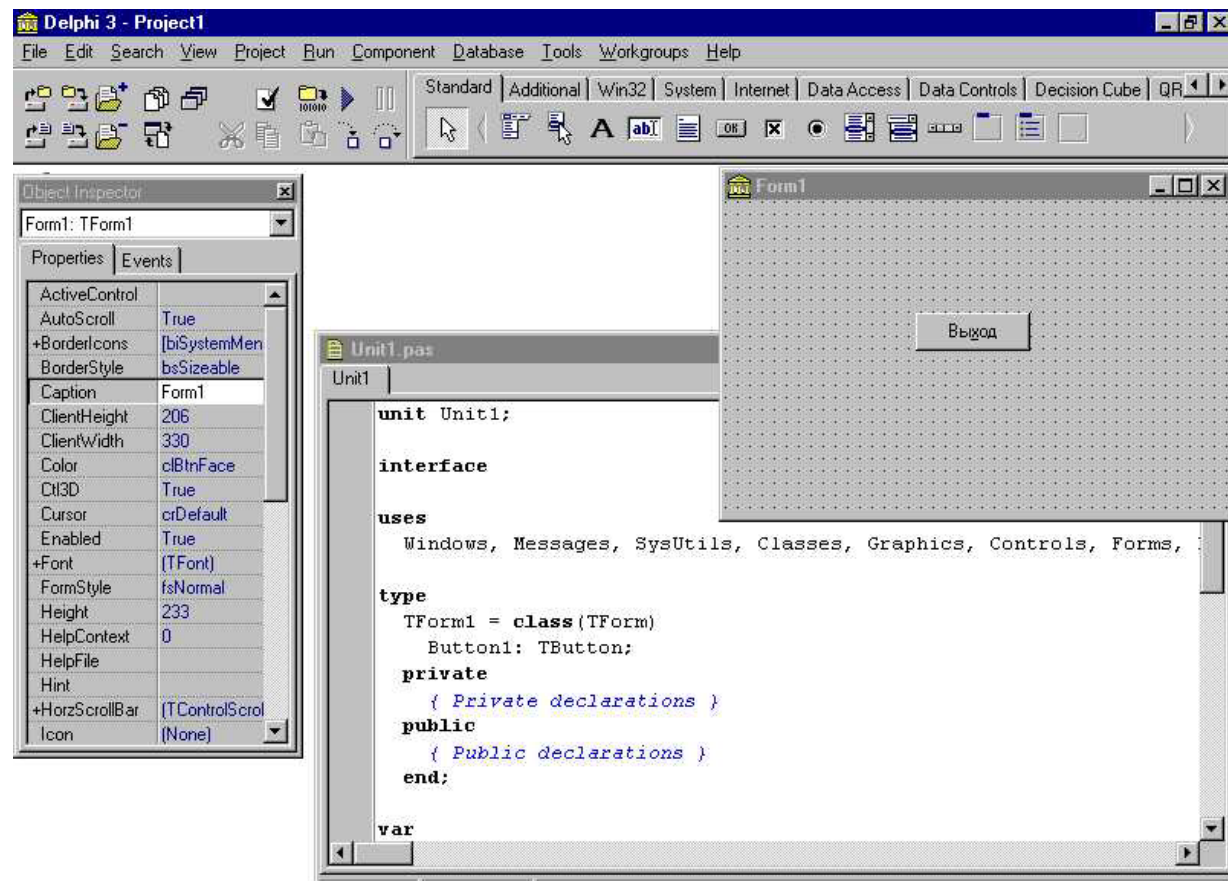 Delphi 3 - Project1
File Edit Search View Project Run Component Database Tools Workgroups Help
Standard Additional Win32 System Internet Data Access Data Controls Decision Cube QR
Object Inspector
Form1: TForm1
Properties Events
ActiveControl
AutoScroll True
+BorderIcons [biSystemMen
BorderStyle bsSizeable
Caption Form1
ClientHeight 206
ClientWidth 330
Color clBtnFace
Ctl3D True
Cursor crDefault
Enabled True
+Font (TFont)
FormStyle fsNormal
Height 233
HelpContext 0
HelpFile
Hint
+HorzScrollBar (TControlScrol
Icon (None)
Form1
Выход
Unit1.pas
Unit1
unit Unit1;
interface
uses
Windows, Messages, SysUtils, Classes, Graphics, Controls, Forms,
type
TForm1 = class(TForm)
Button1: TButton;
private
{ Private declarations }
public
{ Public declarations }
end;
var